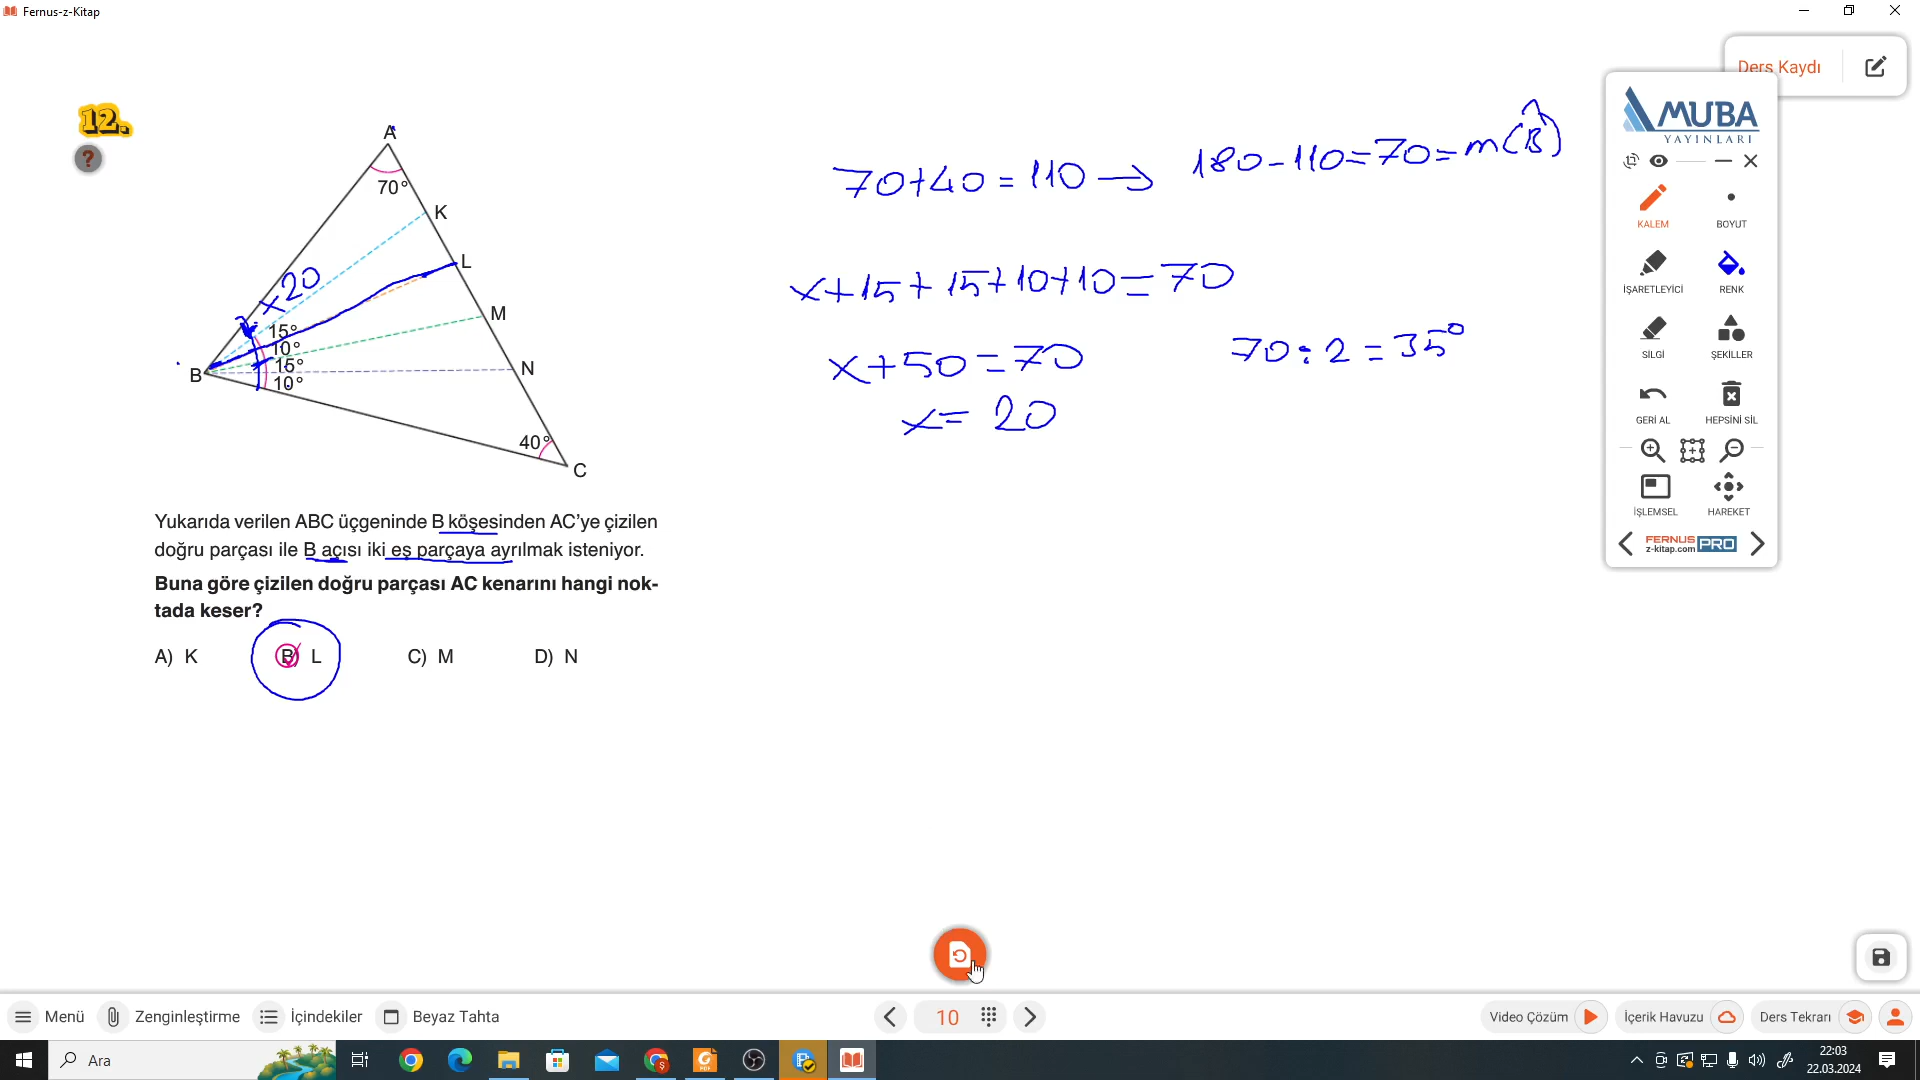 Fernus-z-Kitap
Ders Kaydı
12.
?
A
70°
K
L
M
N
B
C
40°
x20
15°
10°
15°
10°
70+40=110→
180-110=70=m(B̂)
x+15+15+10+10=70
x+50=70
70:2=35°
x=20
Yukarıda verilen ABC üçgeninde B köşesinden AC’ye çizilen
doğru parçası ile B açısı iki eş parçaya ayrılmak isteniyor.
Buna göre çizilen doğru parçası AC kenarını hangi nok-
tada keser?
A) K
B) L
C) M
D) N
MUBA
YAYINLARI
KALEM
BOYUT
İŞARETLEYİCİ
RENK
SİLGİ
ŞEKİLLER
GERİ AL
HEPSİNİ SİL
İŞLEMSEL
HAREKET
FERNUS
z-kitap.com PRO
Menü
Zenginleştirme
İçindekiler
Beyaz Tahta
10
Video Çözüm
İçerik Havuzu
Ders Tekrarı
Ara
22:03
22.03.2024